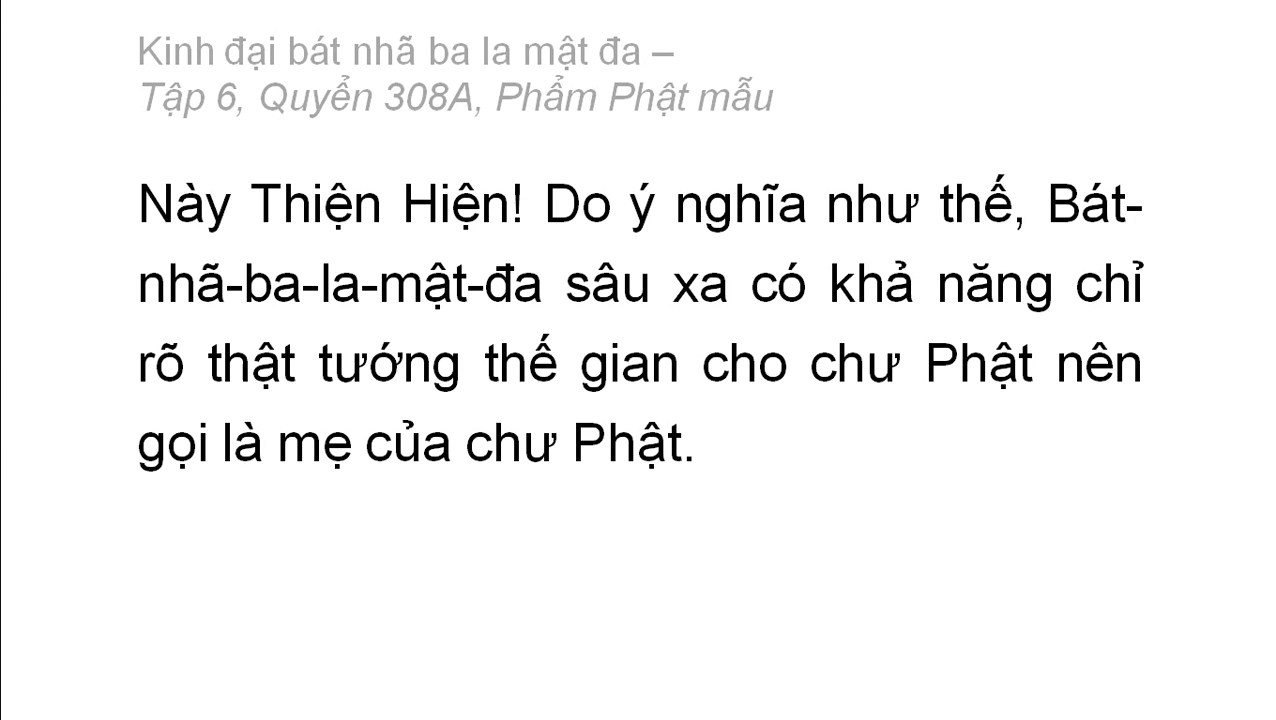 Kinh đại bát nhã ba la mật đa –
Tập 6, Quyển 308A, Phẩm Phật mẫu
Này Thiện Hiện! Do ý nghĩa như thế, Bát-
nhã-ba-la-mật-đa sâu xa có khả năng chỉ
rõ thật tướng thế gian cho chư Phật nên
gọi là mẹ của chư Phật.